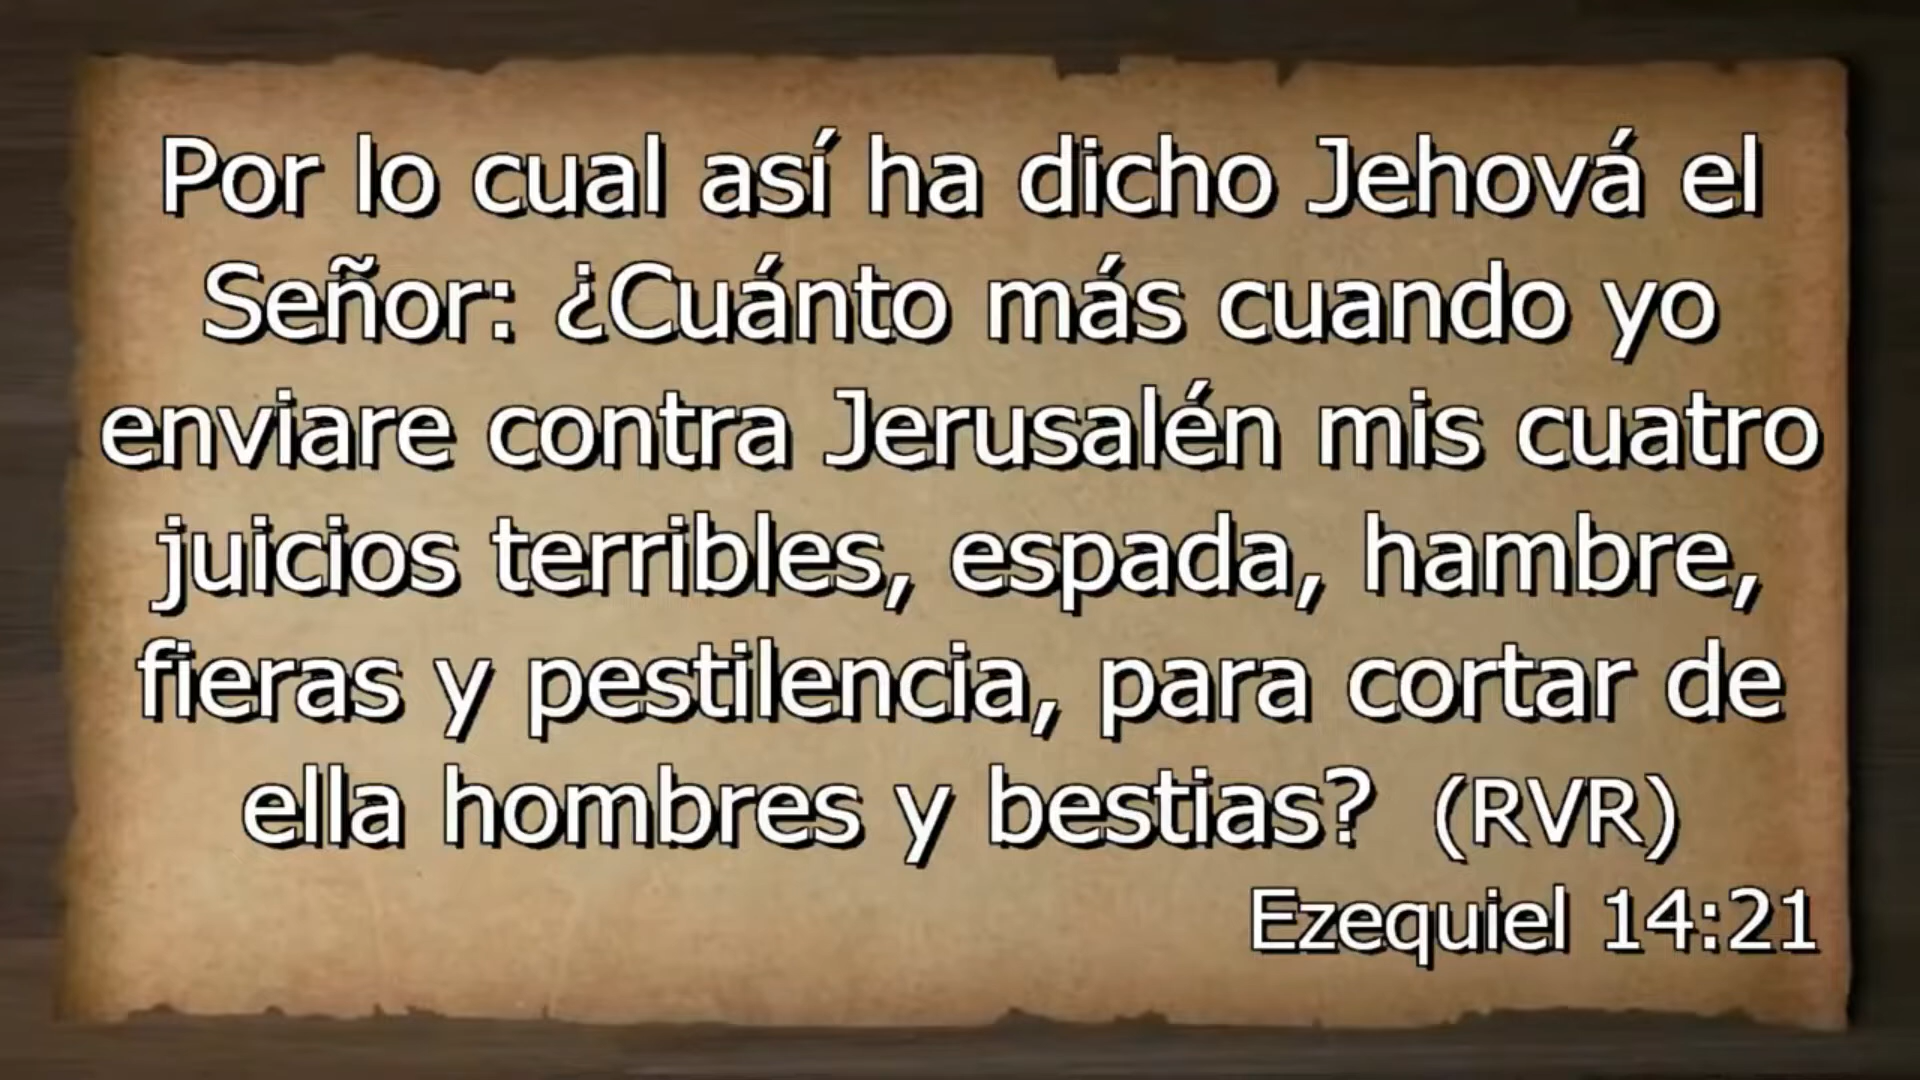 Por lo cual así ha dicho Jehová el
Señor: ¿Cuánto más cuando yo
enviare contra Jerusalén mis cuatro
juicios terribles, espada, hambre,
fieras y pestilencia, para cortar de
ella hombres y bestias? (RVR)
Ezequiel 14:21